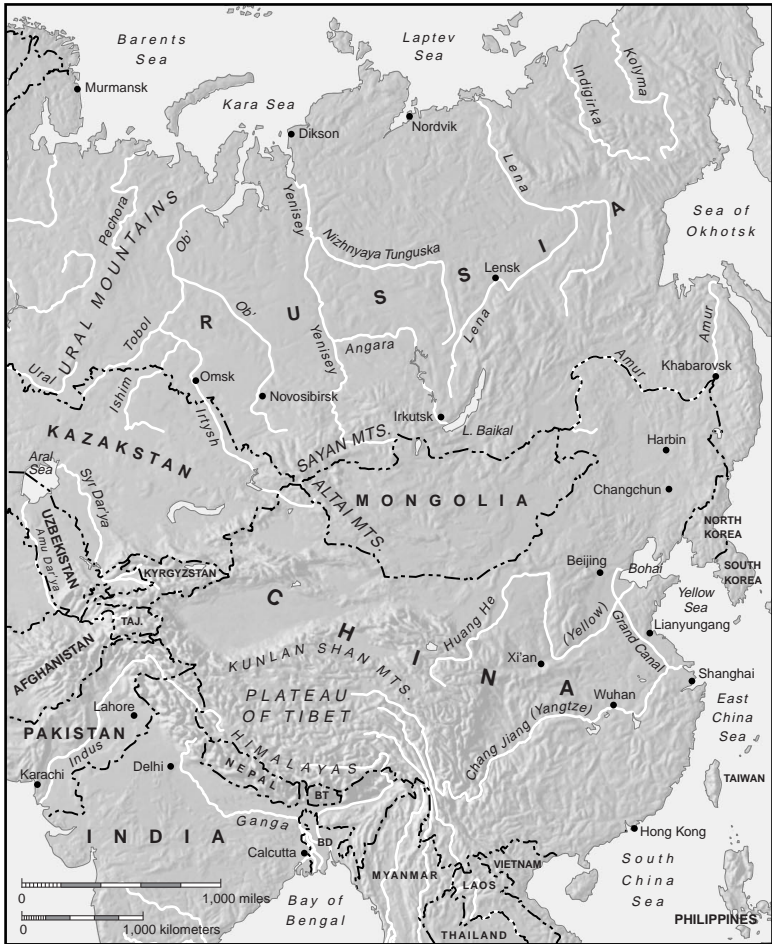 Barents
Sea
Laptev
Sea
Murmansk
Kara Sea
Dikson
Nordvik
Indigirka
Kolyma
Lena
Pechora
URAL MOUNTAINS
Ob'
Yenisey
Nizhnyaya Tunguska
Sea of
Okhotsk
RUSSIA
Lensk
Ob'
Tobol
Yenisey
Angara
Lena
Amur
Amur
Ural
Ishim
Omsk
Irtysh
Novosibirsk
Khabarovsk
Irkutsk
L. Baikal
KAZAKSTAN
SAYAN MTS.
Harbin
Aral
Sea
Syr Dar'ya
ALTAI MTS.
MONGOLIA
Changchun
UZBEKISTAN
Amu Dar'ya
NORTH
KOREA
KYRGYZSTAN
Beijing
Bohai
SOUTH
KOREA
CHINA
Huang He
(Yellow)
Yellow
Sea
TAJ.
Grand Canal
Lianyungang
AFGHANISTAN
KUNLAN SHAN MTS.
Xi'an
Shanghai
PLATEAU
OF TIBET
Lahore
Wuhan
East
China
Sea
PAKISTAN
Indus
HIMALAYAS
Chang Jiang (Yangtze)
Karachi
Delhi
NEPAL
BT
TAIWAN
INDIA
Ganga
BD
Hong Kong
Calcutta
MYANMAR
VIETNAM
LAOS
South
China
Sea
0
1,000 miles
0
1,000 kilometers
Bay of
Bengal
THAILAND
PHILIPPINES